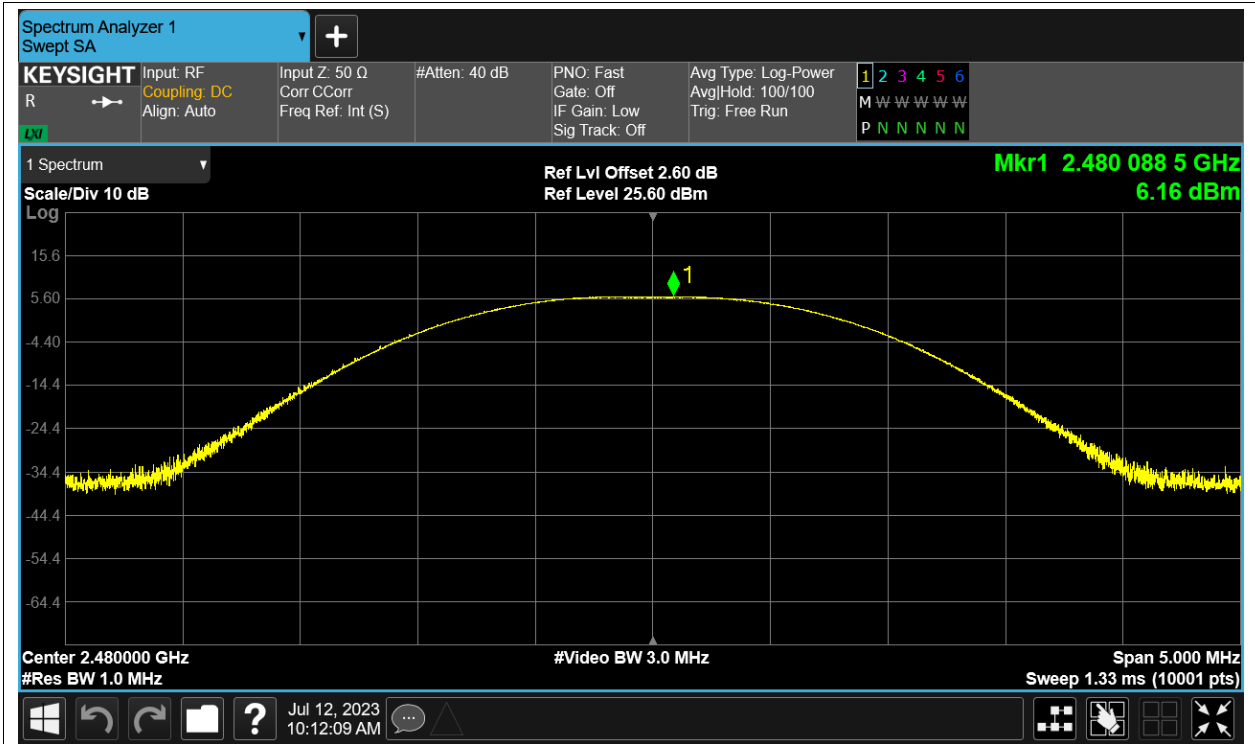 Spectrum Analyzer 1
Swept SA
+
KEYSIGHT
R
LXI
Input: RF
Coupling: DC
Align: Auto
Input Z: 50 Ω
Corr CCorr
Freq Ref: Int (S)
#Atten: 40 dB
PNO: Fast
Gate: Off
IF Gain: Low
Sig Track: Off
Avg Type: Log-Power
Avg|Hold: 100/100
Trig: Free Run
1 2 3 4 5 6
M W W W W W
P N N N N N
1 Spectrum
Scale/Div 10 dB
Log
Ref Lvl Offset 2.60 dB
Ref Level 25.60 dBm
Mkr1 2.480 088 5 GHz
6.16 dBm
1
15.6
5.60
-4.40
-14.4
-24.4
-34.4
-44.4
-54.4
-64.4
Center 2.480000 GHz
#Res BW 1.0 MHz
#Video BW 3.0 MHz
Span 5.000 MHz
Sweep 1.33 ms (10001 pts)
?
Jul 12, 2023
10:12:09 AM